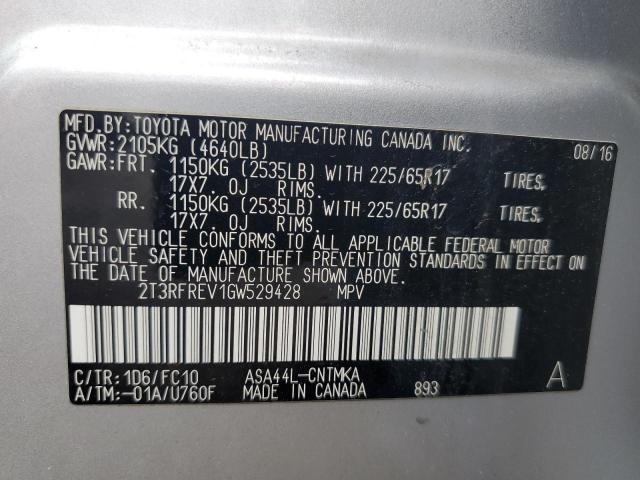 MFD.BY:TOYOTA MOTOR MANUFACTURING CANADA INC.
GVWR:2105KG (4640LB) 08/16
GAWR:FRT. 1150KG (2535LB) WITH 225/65R17 TIRES,
17X7.0J RIMS.
RR. 1150KG (2535LB) WITH 225/65R17 TIRES,
17X7.0J RIMS.
THIS VEHICLE CONFORMS TO ALL APPLICABLE FEDERAL MOTOR
VEHICLE SAFETY AND THEFT PREVENTION STANDARDS IN EFFECT ON
THE DATE OF MANUFACTURE SHOWN ABOVE.
2T3RFREV1GW529428 MPV
C/TR:1D6/FC10 ASA44L-CNTMKA A
A/TM:-01A/U760F MADE IN CANADA 893